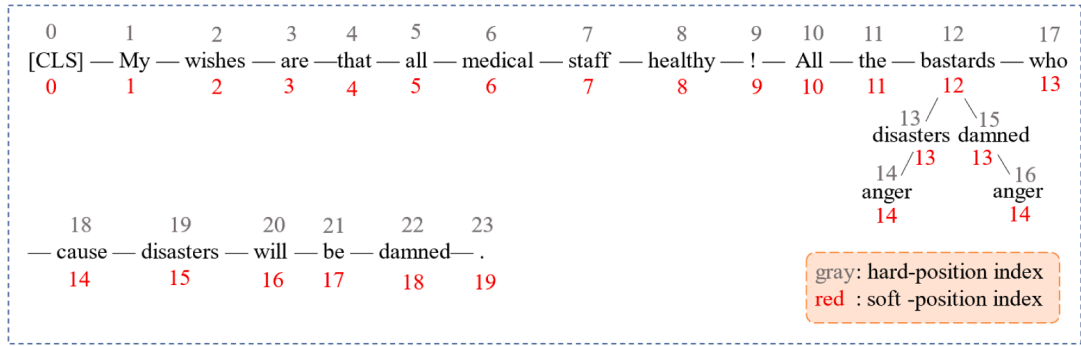 0 1 2 3 4 5 6 7 8 9 10 11 12 17
[CLS] — My — wishes — are — that — all — medical — staff — healthy — ! — All — the — bastards — who
0 1 2 3 4 5 6 7 8 9 10 11 12 13
13 15
disasters damned
13 13
14 16
anger anger
14 14
18 19 20 21 22 23
— cause — disasters — will — be — damned — .
14 15 16 17 18 19
gray: hard-position index
red : soft -position index